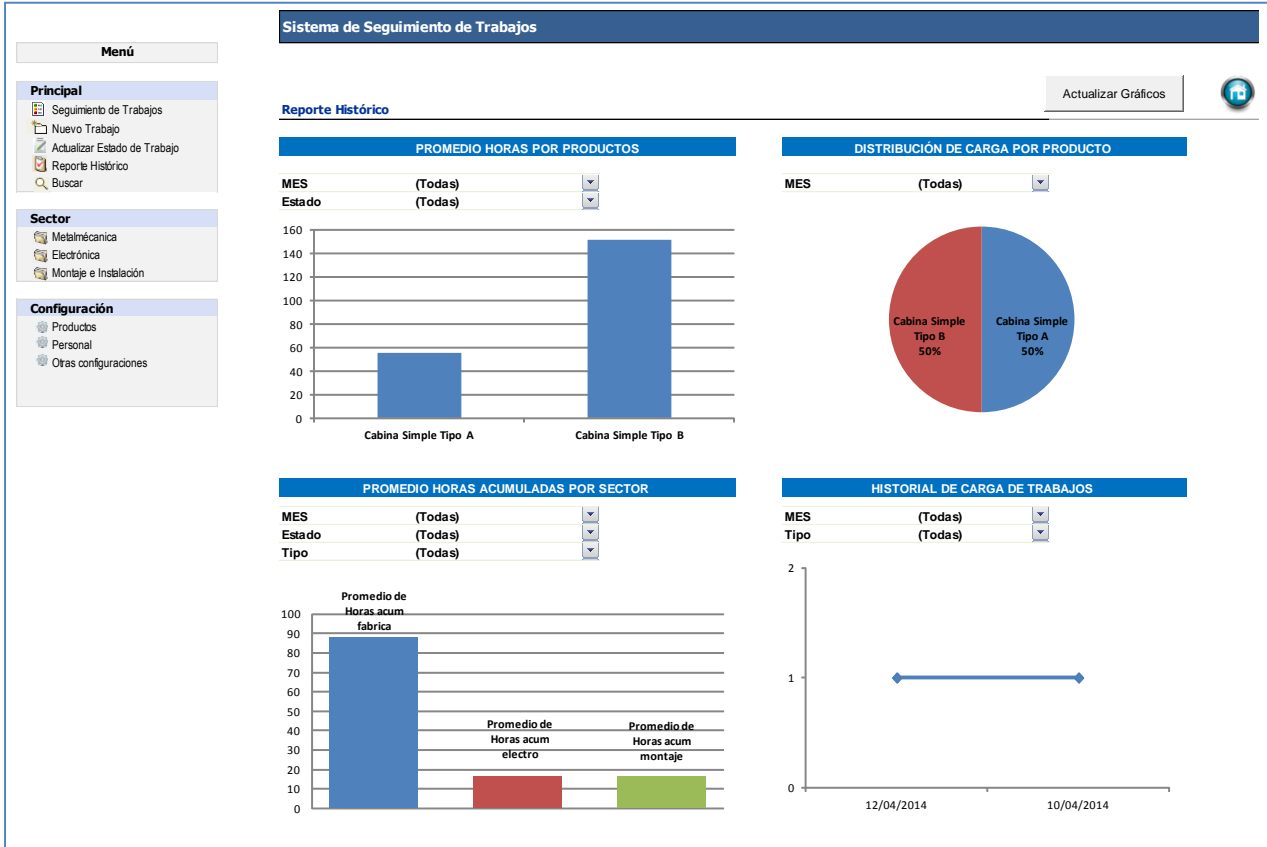 Sistema de Seguimiento de Trabajos
Menú
Principal
Seguimiento de Trabajos
Nuevo Trabajo
Actualizar Estado de Trabajo
Reporte Histórico
Buscar
Sector
Metalmécanica
Electrónica
Montaje e Instalación
Configuración
Productos
Personal
Otras configuraciones
Actualizar Gráficos
Reporte Histórico
PROMEDIO HORAS POR PRODUCTOS
MES (Todas)
Estado (Todas)
160
140
120
100
80
60
40
20
0
Cabina Simple Tipo A Cabina Simple Tipo B
DISTRIBUCIÓN DE CARGA POR PRODUCTO
MES (Todas)
Cabina Simple
Tipo B
50%
Cabina Simple
Tipo A
50%
PROMEDIO HORAS ACUMULADAS POR SECTOR
MES (Todas)
Estado (Todas)
Tipo (Todas)
100
90
80
70
60
50
40
30
20
10
0
Promedio de
Horas acum
fabrica
Promedio de
Horas acum
electro
Promedio de
Horas acum
montaje
HISTORIAL DE CARGA DE TRABAJOS
MES (Todas)
Tipo (Todas)
2
1
0
12/04/2014 10/04/2014